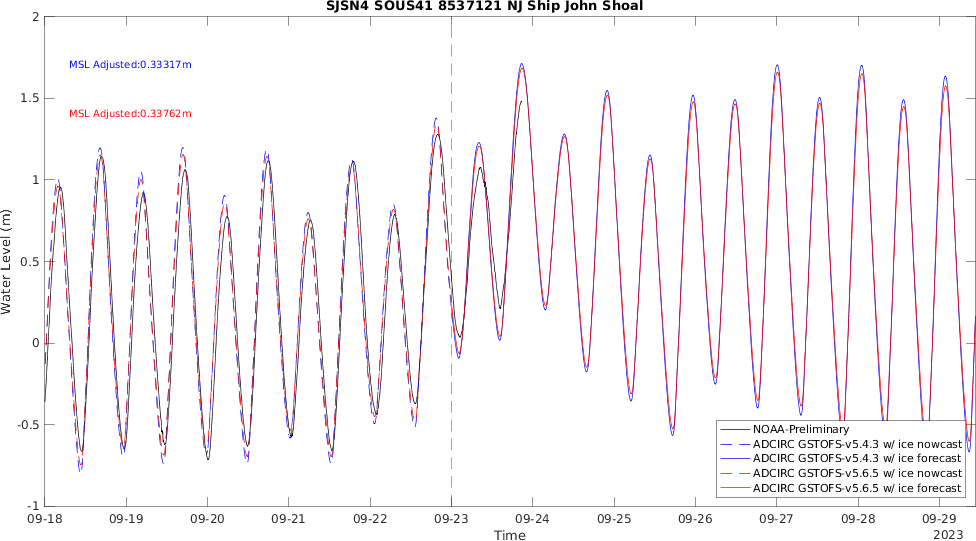 SJSN4 SOUS41 8537121 NJ Ship John Shoal
2
1.5
1
0.5
0
-0.5
-1
Water Level (m)
MSL Adjusted:0.33317m
MSL Adjusted:0.33762m
NOAA-Preliminary
ADCIRC GSTOFS-v5.4.3 w/ ice nowcast
ADCIRC GSTOFS-v5.4.3 w/ ice forecast
ADCIRC GSTOFS-v5.6.5 w/ ice nowcast
ADCIRC GSTOFS-v5.6.5 w/ ice forecast
09-18 09-19 09-20 09-21 09-22 09-23 09-24 09-25 09-26 09-27 09-28 09-29
2023
Time